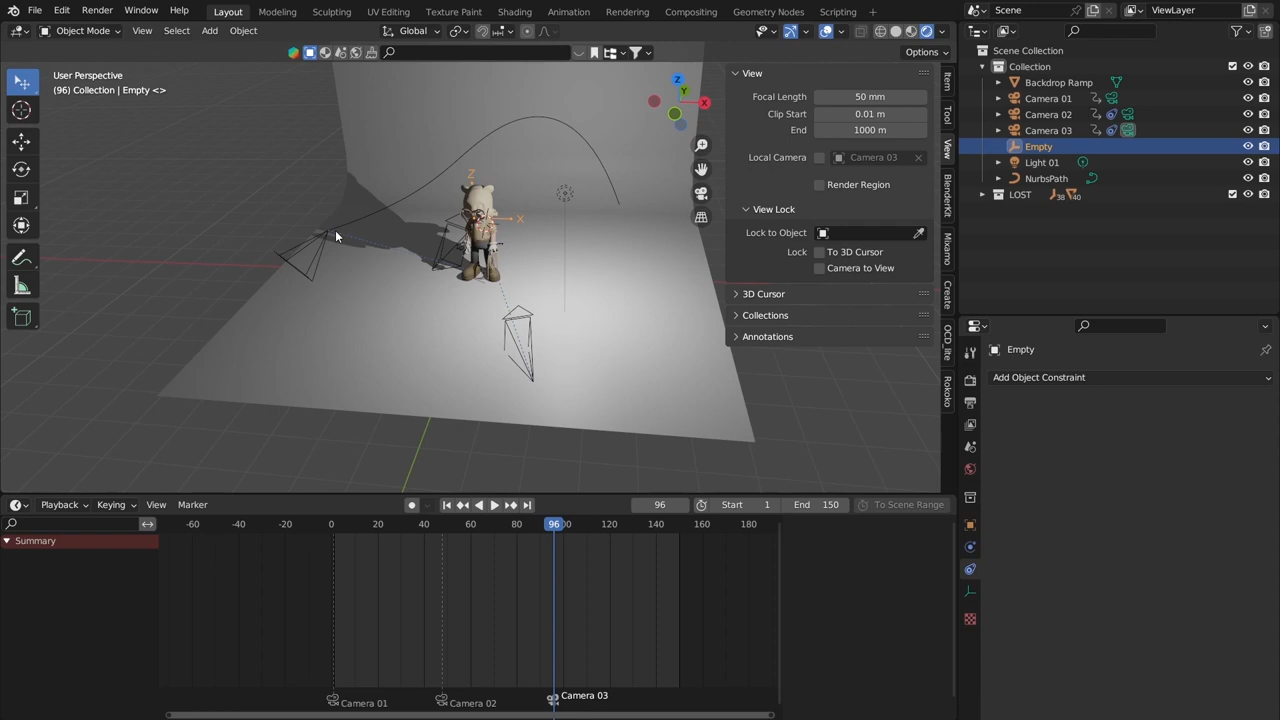 File Edit Render Window Help Layout Modeling Sculpting UV Editing Texture Paint Shading Animation Rendering Compositing Geometry Nodes Scripting + Scene ViewLayer
Object Mode View Select Add Object Global
Options
User Perspective
(96) Collection | Empty <>
Z
Y
X
Z
X
View
Focal Length 50 mm
Clip Start 0.01 m
End 1000 m
Local Camera Camera 03
Render Region
View Lock
Lock to Object
Lock To 3D Cursor
Camera to View
3D Cursor
Collections
Annotations
Item
Tool
View
BlenderKit
Mixamo
Create
OCD_lite
Rokoko
Scene Collection
Collection
Backdrop Ramp
Camera 01
Camera 02
Camera 03
Empty
Light 01
NurbsPath
LOST 38 40
Empty
Add Object Constraint
Playback Keying View Marker 96 Start 1 End 150 To Scene Range
-60 -40 -20 0 20 40 60 80 96 00 120 140 160 180
Summary
Camera 01 Camera 02 Camera 03